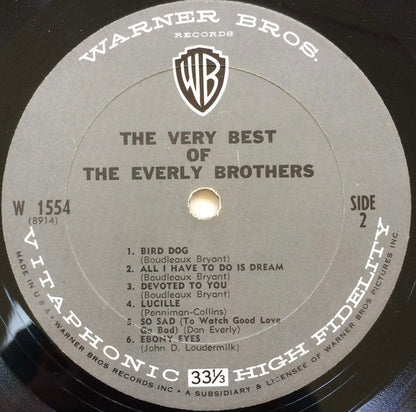 WARNER BROS.
RECORDS
WB
THE VERY BEST
OF
THE EVERLY BROTHERS
W 1554
(8914)
SIDE
2
1. BIRD DOG
(Boudleaux Bryant)
2. ALL I HAVE TO DO IS DREAM
(Boudleaux Bryant)
3. DEVOTED TO YOU
(Boudleaux Bryant)
4. LUCILLE
(Penniman-Collins)
5. SO SAD (To Watch Good Love
Go Bad) (Don Everly)
6. EBONY EYES
(John D. Loudermilk)
VITAPHONIC HIGH FIDELITY
33⅓
MADE IN U.S.A. WARNER BROS RECORDS INC. • A SUBSIDIARY & LICENSEE OF WARNER BROS PICTURES INC.